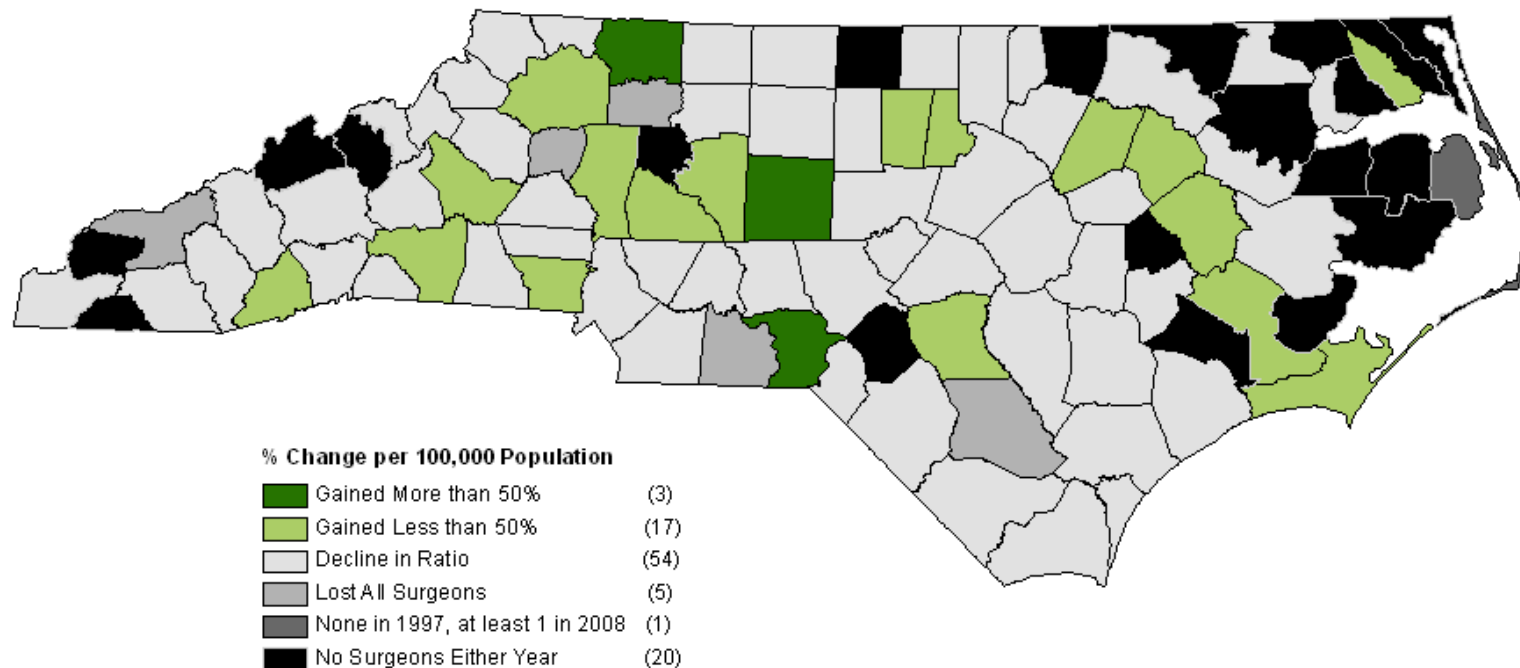 % Change per 100,000 Population
Gained More than 50% (3)
Gained Less than 50% (17)
Decline in Ratio (54)
Lost All Surgeons (5)
None in 1997, at least 1 in 2008 (1)
No Surgeons Either Year (20)